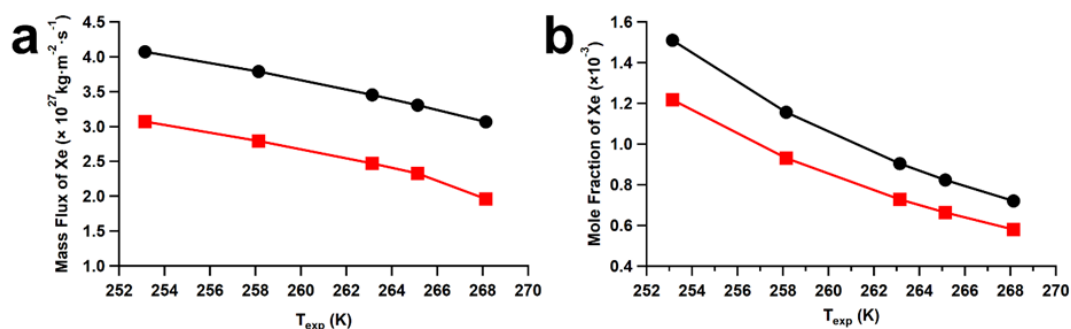 a
Mass Flux of Xe (× 10²⁷ kg·m⁻²·s⁻¹)
4.5
4.0
3.5
3.0
2.5
2.0
1.5
1.0
252 254 256 258 260 262 264 266 268 270
T_exp (K)
b
Mole Fraction of Xe (×10⁻³)
1.6
1.4
1.2
1.0
0.8
0.6
0.4
252 254 256 258 260 262 264 266 268 270
T_exp (K)